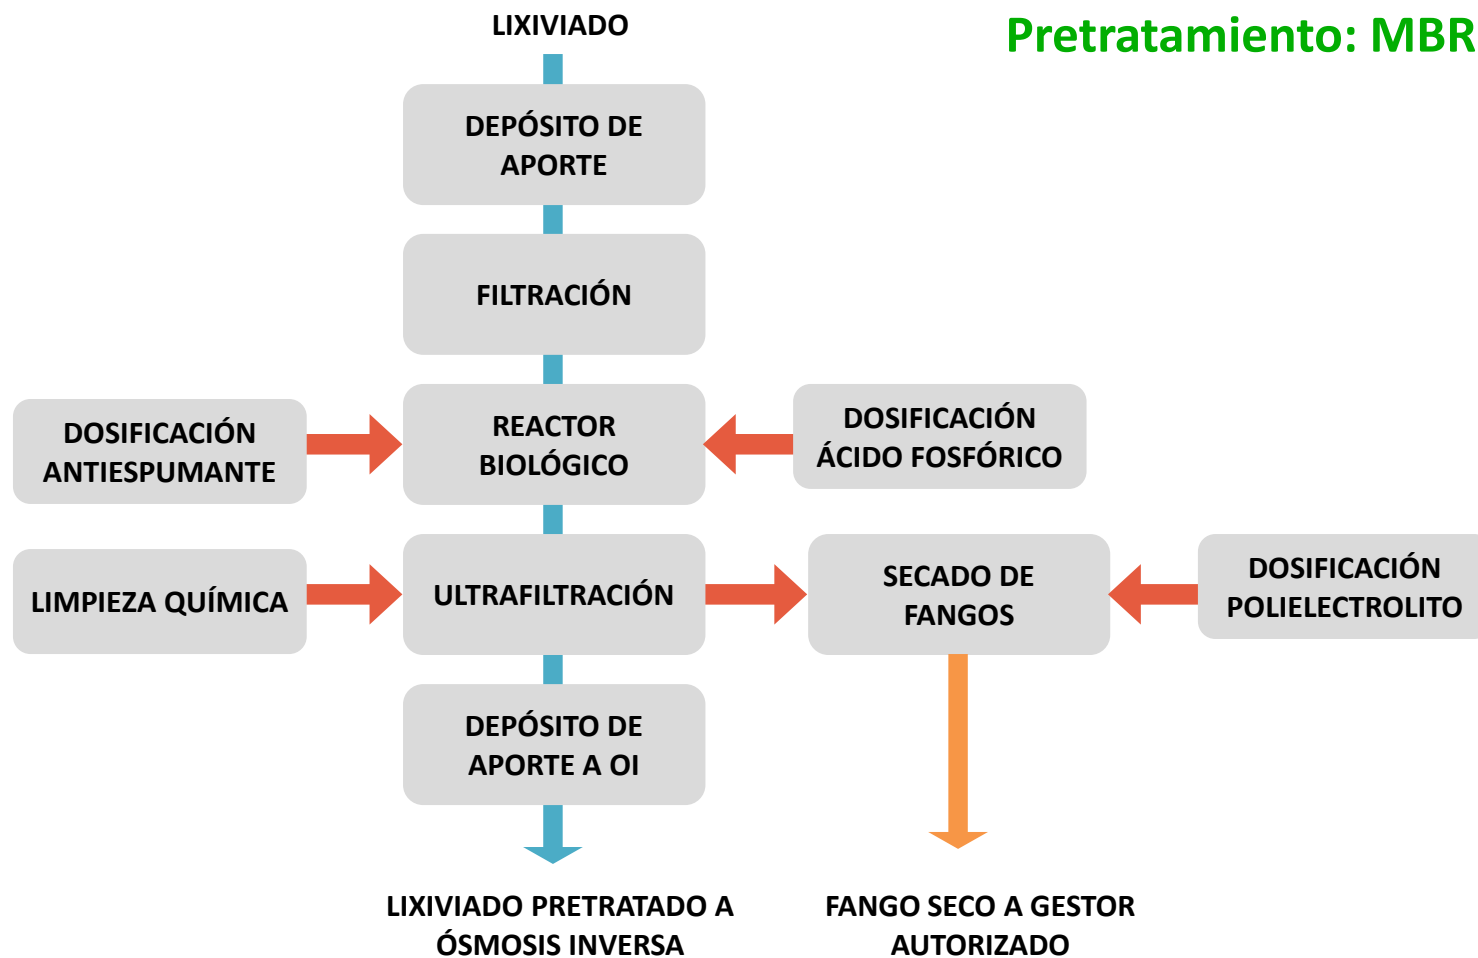 LIXIVIADO
Pretratamiento: MBR
DEPÓSITO DE
APORTE
FILTRACIÓN
DOSIFICACIÓN
ANTIESPUMANTE
REACTOR
BIOLÓGICO
DOSIFICACIÓN
ÁCIDO FOSFÓRICO
LIMPIEZA QUÍMICA
ULTRAFILTRACIÓN
SECADO DE
FANGOS
DOSIFICACIÓN
POLIELECTROLITO
DEPÓSITO DE
APORTE A OI
LIXIVIADO PRETRATADO A
ÓSMOSIS INVERSA
FANGO SECO A GESTOR
AUTORIZADO